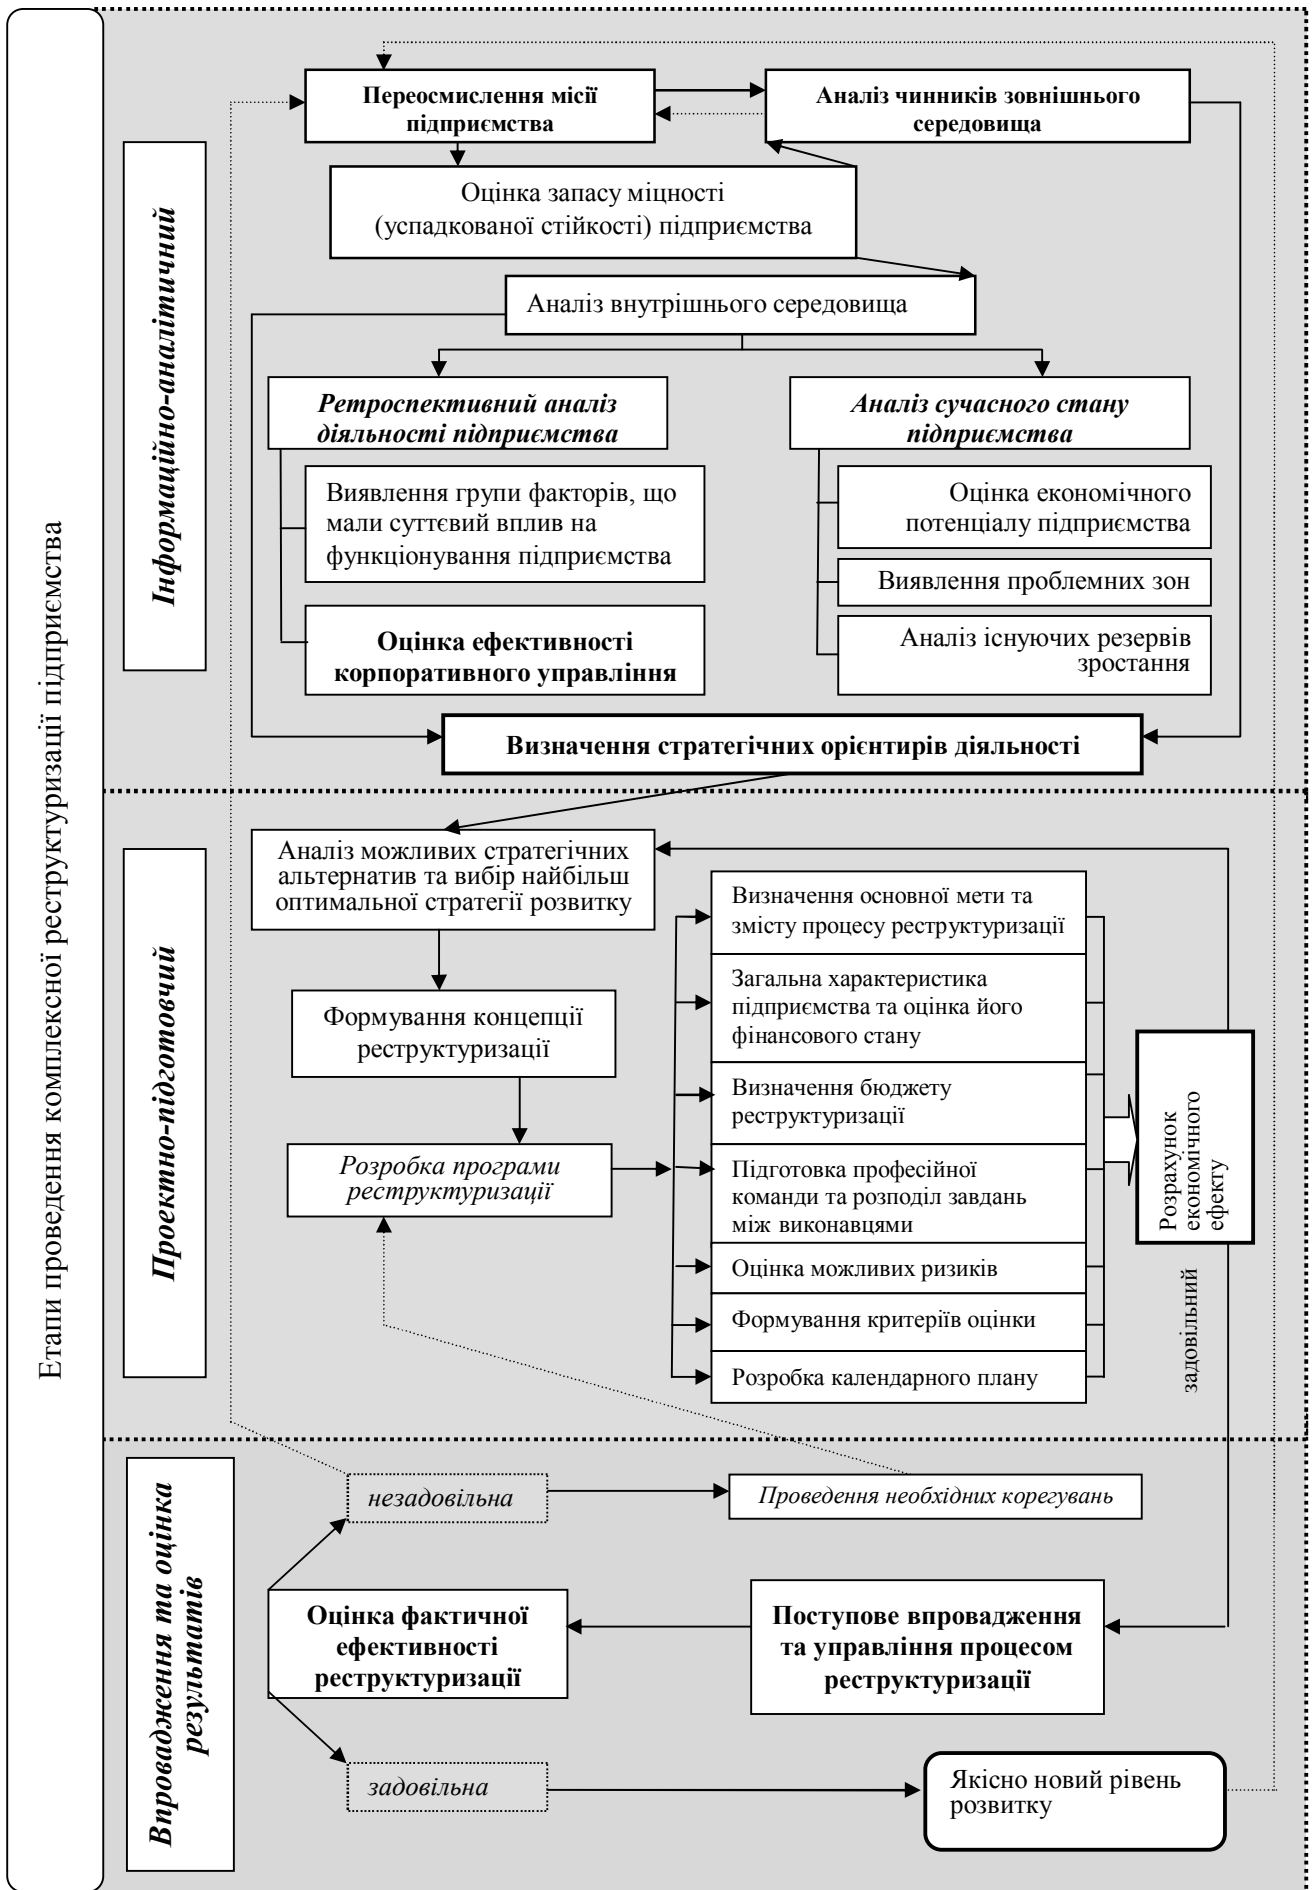 Етапи проведення комплексної реструктуризації підприємства
Інформаційно-аналітичний
Переосмислення місії
підприємства
Аналіз чинників зовнішнього
середовища
Оцінка запасу міцності
(успадкованої стійкості) підприємства
Аналіз внутрішнього середовища
Ретроспективний аналіз
діяльності підприємства
Виявлення групи факторів, що
мали суттєвий вплив на
функціонування підприємства
Оцінка ефективності
корпоративного управління
Аналіз сучасного стану
підприємства
Оцінка економічного
потенціалу підприємства
Виявлення проблемних зон
Аналіз існуючих резервів
зростання
Визначення стратегічних орієнтирів діяльності
Проектно-підготовчий
Аналіз можливих стратегічних
альтернатив та вибір найбільш
оптимальної стратегії розвитку
Формування концепції
реструктуризації
Розробка програми
реструктуризації
Визначення основної мети та
змісту процесу реструктуризації
Загальна характеристика
підприємства та оцінка його
фінансового стану
Визначення бюджету
реструктуризації
Підготовка професійної
команди та розподіл завдань
між виконавцями
Оцінка можливих ризиків
Формування критеріїв оцінки
Розробка календарного плану
Розрахунок
економічного
ефекту
задовільний
Впровадження та оцінка
результатів
незадовільна
Проведення необхідних корегувань
Оцінка фактичної
ефективності
реструктуризації
Поступове впровадження
та управління процесом
реструктуризації
задовільна
Якісно новий рівень
розвитку